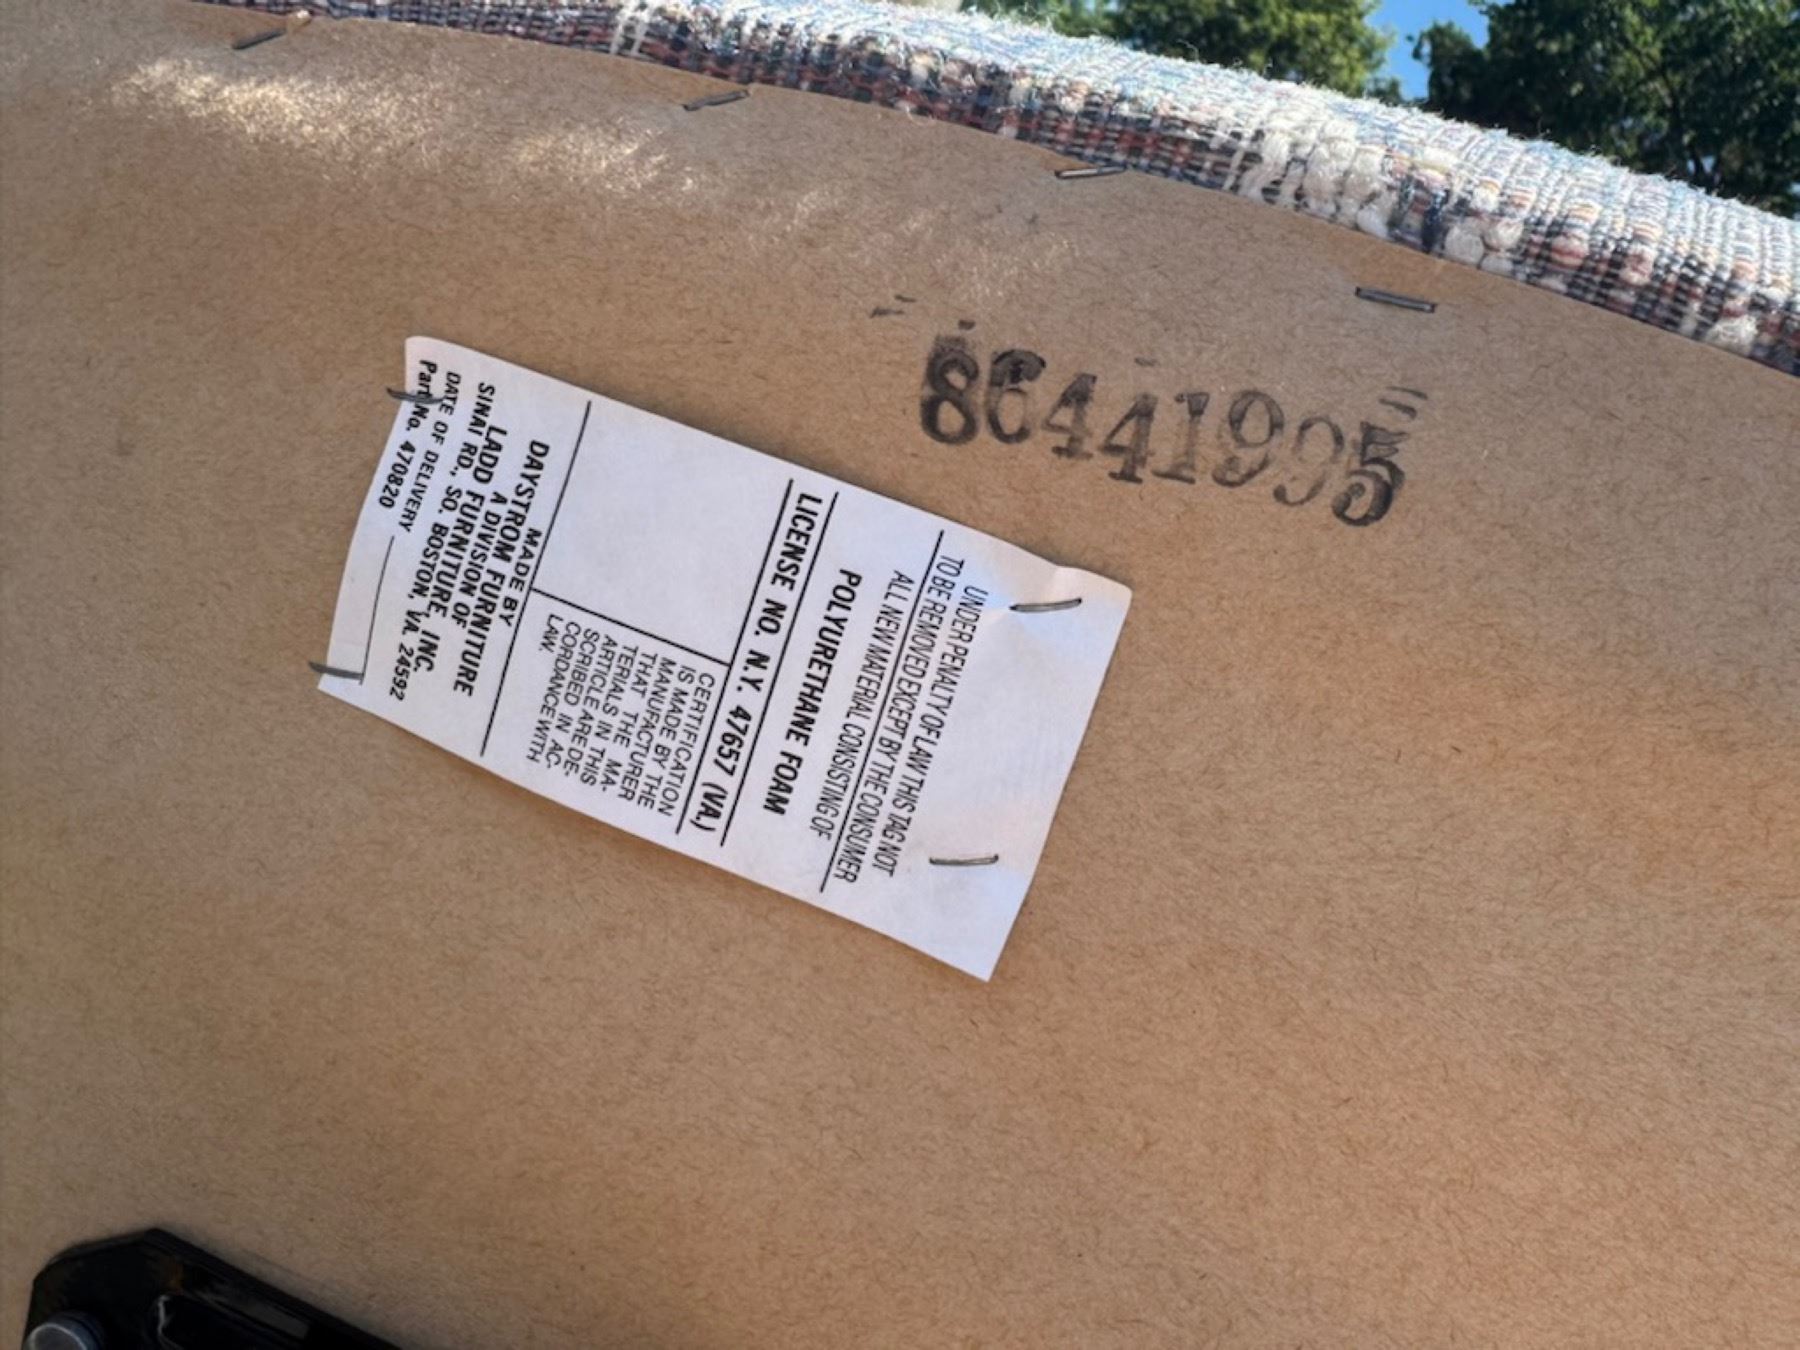 86441995
UNDER PENALTY OF LAW THIS TAG NOT
TO BE REMOVED EXCEPT BY THE CONSUMER
ALL NEW MATERIAL CONSISTING OF
POLYURETHANE FOAM
LICENSE NO. N.Y. 47657 (VA.)
CERTIFICATION
IS MADE BY THE
MANUFACTURER
THAT THE MA-
TERIALS IN THIS
ARTICLE ARE DE-
SCRIBED IN AC-
CORDANCE WITH
LAW.
MADE BY
DAYSTROM FURNITURE
A DIVISION OF
LADD FURNITURE, INC.
SINAI RD., SO. BOSTON, VA. 24592
DATE OF DELIVERY
Part No. 470820